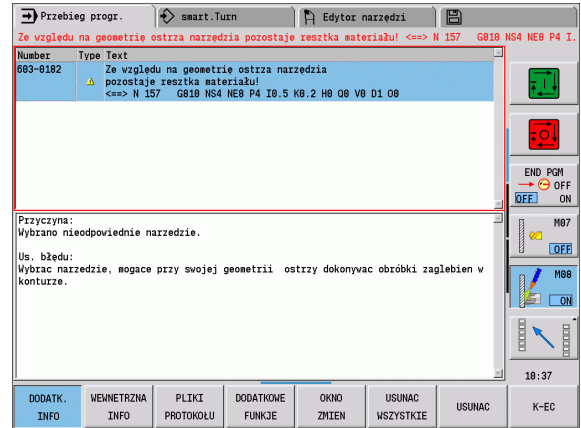 Przebieg progr.
smart.Turn
Edytor narzędzi
Ze względu na geometrię ostrza narzędzia pozostaje resztka materiału! <==> N 157 G810 NS4 NE8 P4 I.
Number Type Text
603-0182 Ze względu na geometrię ostrza narzędzia
pozostaje resztka materiału!
<==> N 157 G810 NS4 NE8 P4 I0.5 K0.2 H0 Q0 V0 D1 O0
Przyczyna:
Wybrano nieodpowiednie narzedzie.
Us. błędu:
Wybrac narzedzie, mogace przy swojej geometrii ostrzy dokonywac obróbki zaglebien w
konturze.
END PGM
OFF
OFF ON
M07
OFF
M08
ON
10:37
DODATK.
INFO
WEWNETRZNA
INFO
PLIKI
PROTOKOŁU
DODATKOWE
FUNKJE
OKNO
ZMIEN
USUNAC
WSZYSTKIE
USUNAC
K-EC